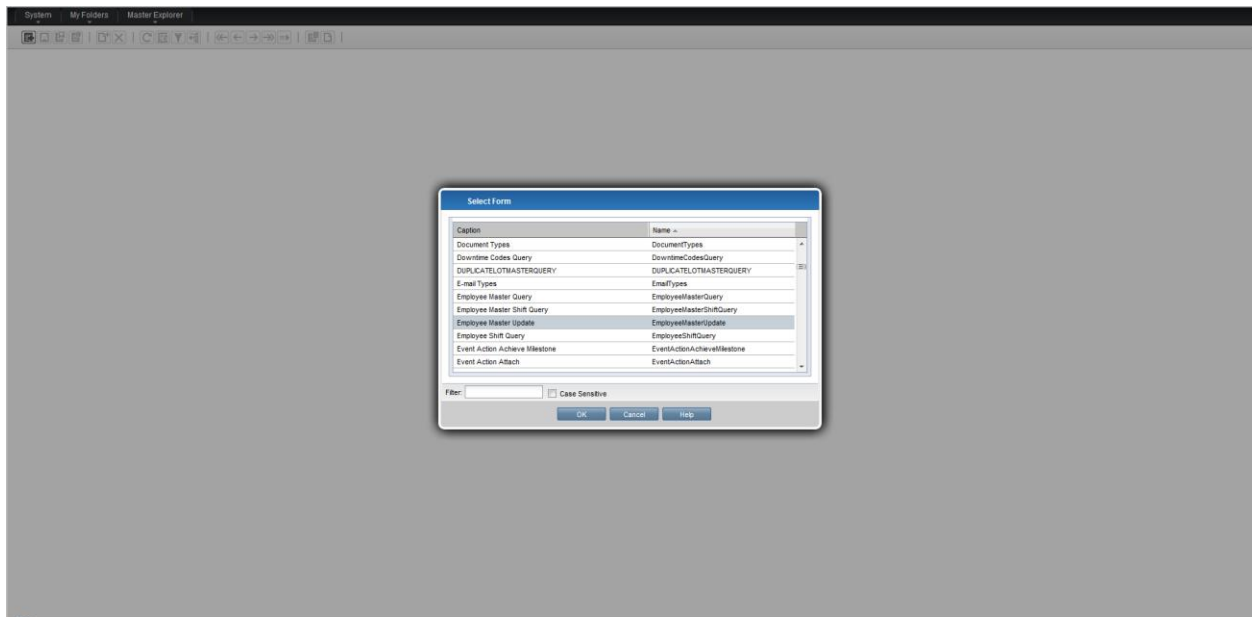 System My Folders Master Explorer
Select Form
Caption Name
Document Types DocumentTypes
Downtime Codes Query DowntimeCodesQuery
DUPLICATELOTMASTERQUERY DUPLICATELOTMASTERQUERY
E-mail Types EmailTypes
Employee Master Query EmployeeMasterQuery
Employee Master Shift Query EmployeeMasterShiftQuery
Employee Master Update EmployeeMasterUpdate
Employee Shift Query EmployeeShiftQuery
Event Action Achieve Milestone EventActionAchieveMilestone
Event Action Attach EventActionAttach
Filter: Case Sensitive
OK Cancel Help